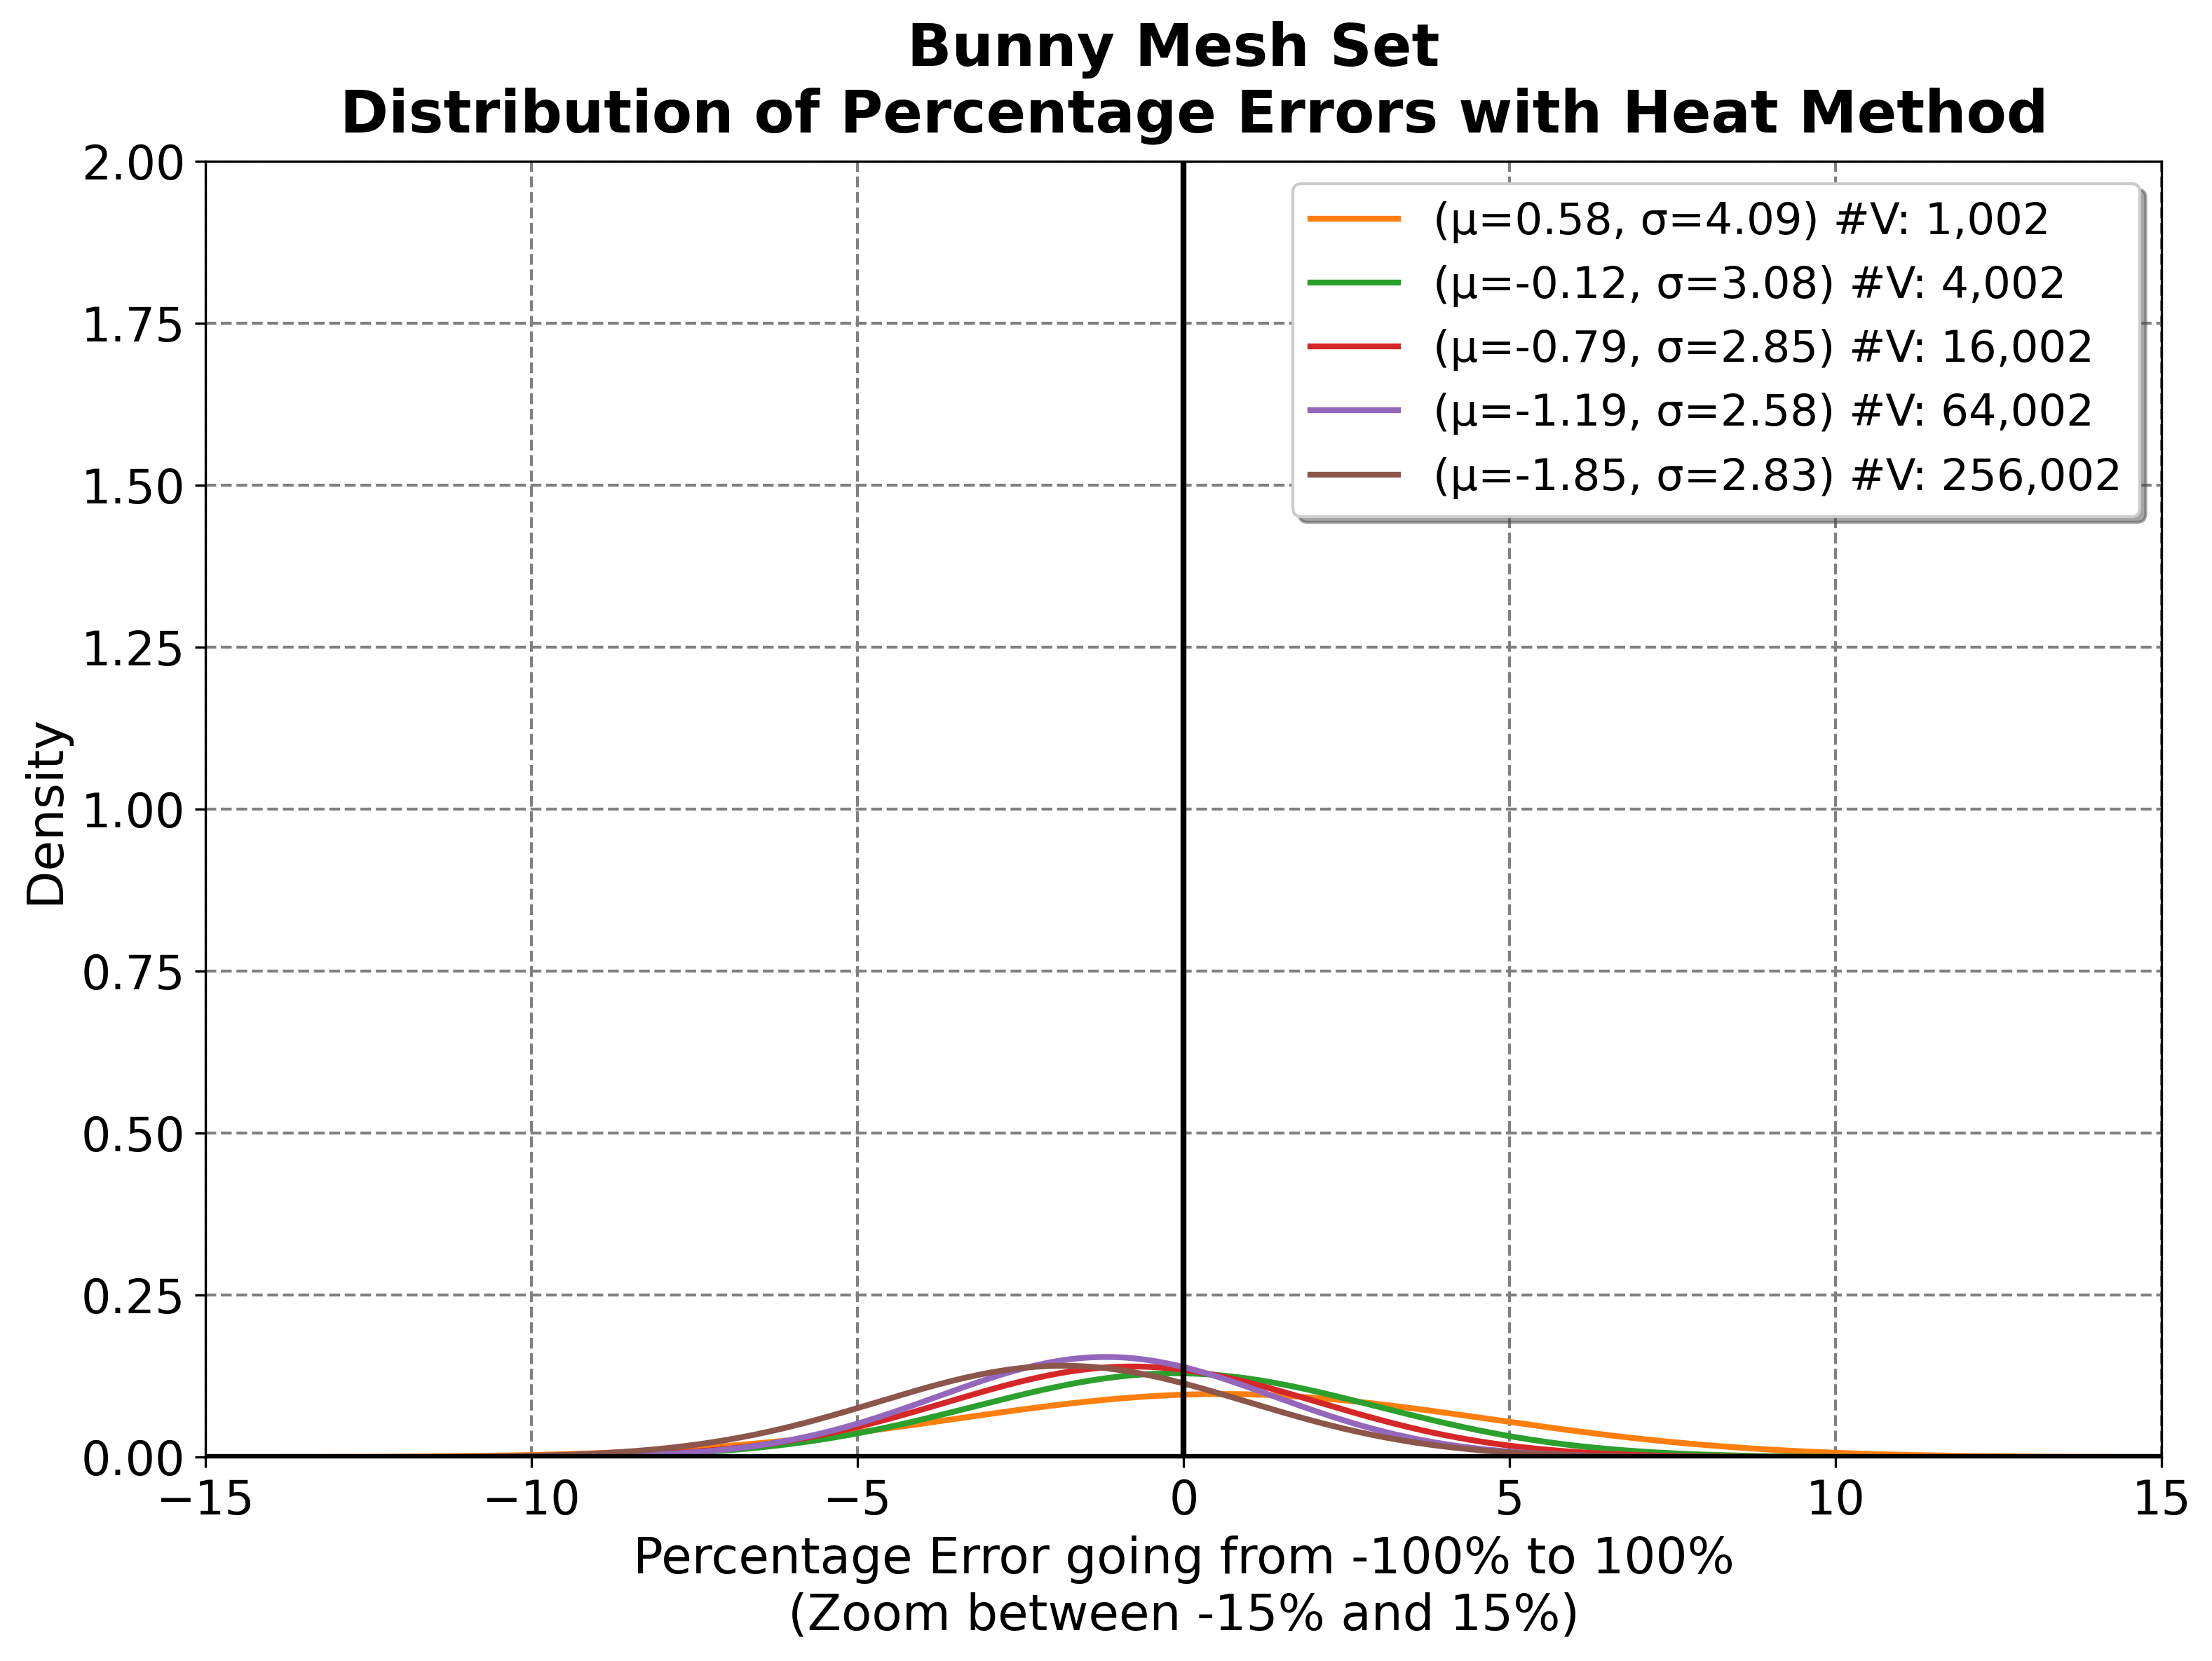 Bunny Mesh Set
Distribution of Percentage Errors with Heat Method
2.00
1.75
1.50
1.25
1.00
0.75
0.50
0.25
0.00
Density
(μ=0.58, σ=4.09) #V: 1,002
(μ=-0.12, σ=3.08) #V: 4,002
(μ=-0.79, σ=2.85) #V: 16,002
(μ=-1.19, σ=2.58) #V: 64,002
(μ=-1.85, σ=2.83) #V: 256,002
−15 −10 −5 0 5 10 15
Percentage Error going from -100% to 100%
(Zoom between -15% and 15%)